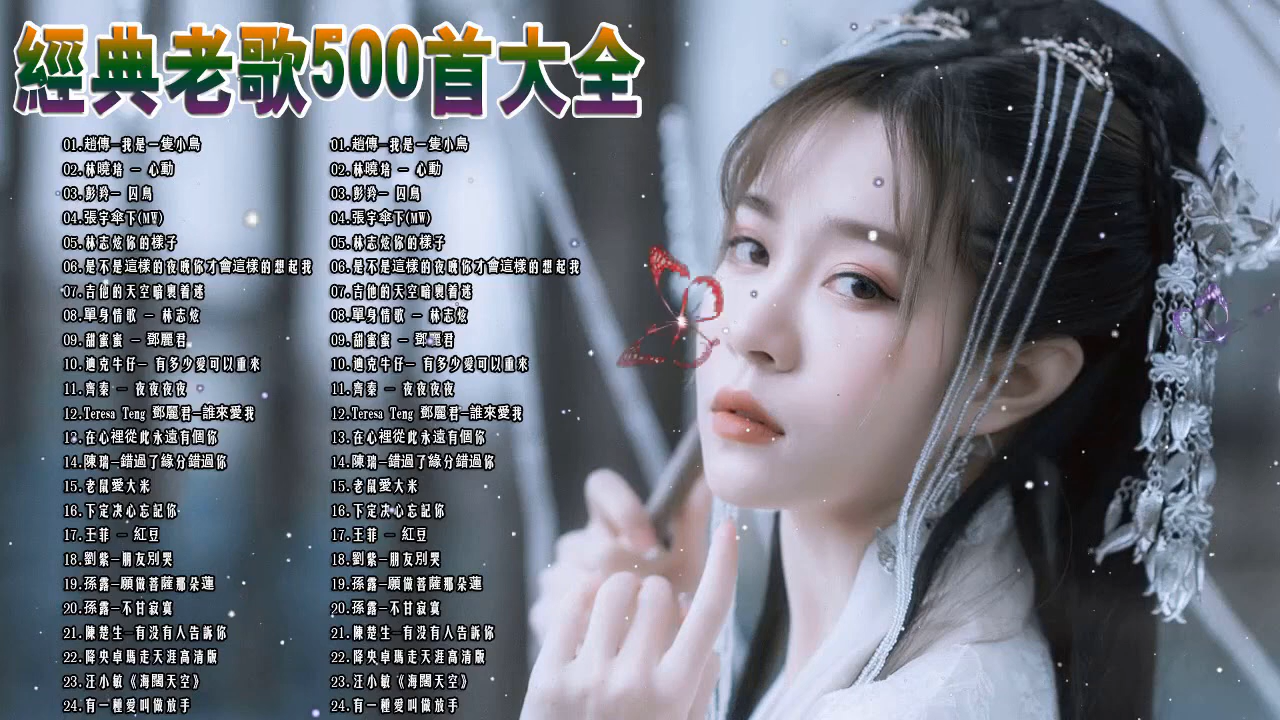 經典老歌500首大全
01.趙傳-我是一隻小鳥
02.林曉培 - 心動
03.彭羚- 囚鳥
04.張宇傘下(MW)
05.林志炫你的樣子
06.是不是這樣的夜晚你才會這樣的想起我
07.吉他的天空暗裏着迷
08.單身情歌 - 林志炫
09.甜蜜蜜 - 鄧麗君
10.迪克牛仔- 有多少愛可以重來
11.齊秦 - 夜夜夜夜
12.Teresa Teng 鄧麗君-誰來愛我
13.在心裡從此永遠有個你
14.陳瑞-錯過了緣分錯過你
15.老鼠愛大米
16.下定決心忘記你
17.王菲 - 紅豆
18.劉紫-朋友別哭
19.孫露-願做菩薩那朵蓮
20.孫露-不甘寂寞
21.陳楚生-有没有人告訴你
22.降央卓瑪走天涯高清版
23.汪小敏《海闊天空》
24.有一種愛叫做放手
01.趙傳-我是一隻小鳥
02.林曉培 - 心動
03.彭羚- 囚鳥
04.張宇傘下(MW)
05.林志炫你的樣子
06.是不是這樣的夜晚你才會這樣的想起我
07.吉他的天空暗裏着迷
08.單身情歌 - 林志炫
09.甜蜜蜜 - 鄧麗君
10.迪克牛仔- 有多少愛可以重來
11.齊秦 - 夜夜夜夜
12.Teresa Teng 鄧麗君-誰來愛我
13.在心裡從此永遠有個你
14.陳瑞-錯過了緣分錯過你
15.老鼠愛大米
16.下定決心忘記你
17.王菲 - 紅豆
18.劉紫-朋友別哭
19.孫露-願做菩薩那朵蓮
20.孫露-不甘寂寞
21.陳楚生-有没有人告訴你
22.降央卓瑪走天涯高清版
23.汪小敏《海闊天空》
24.有一種愛叫做放手